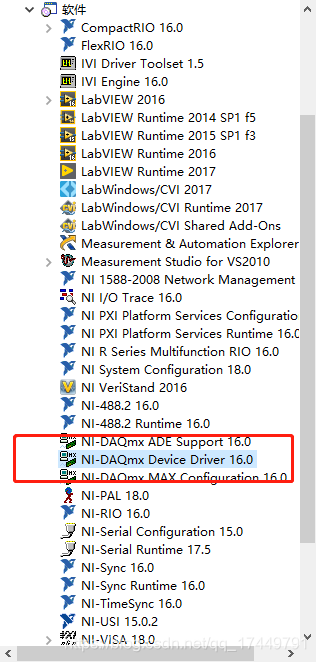 软件
CompactRIO 16.0
FlexRIO 16.0
IVI Driver Toolset 1.5
IVI Engine 16.0
LabVIEW 2016
LabVIEW Runtime 2014 SP1 f5
LabVIEW Runtime 2015 SP1 f3
LabVIEW Runtime 2016
LabVIEW Runtime 2017
LabWindows/CVI 2017
LabWindows/CVI Runtime 2017
LabWindows/CVI Shared Add-Ons
Measurement & Automation Explorer
Measurement Studio for VS2010
NI 1588-2008 Network Management
NI I/O Trace 16.0
NI PXI Platform Services Configuratio
NI PXI Platform Services Runtime 16.0
NI R Series Multifunction RIO 16.0
NI System Configuration 18.0
NI VeriStand 2016
NI-488.2 16.0
NI-488.2 Runtime 16.0
NI-DAQmx ADE Support 16.0
NI-DAQmx Device Driver 16.0
NI-DAQmx MAX Configuration 16.0
NI-PAL 18.0
NI-RIO 16.0
NI-Serial Configuration 15.0
NI-Serial Runtime 17.5
NI-Sync 16.0
NI-Sync Runtime 16.0
NI-TimeSync 16.0
NI-USI 15.0.2
NI-VISA 18.0